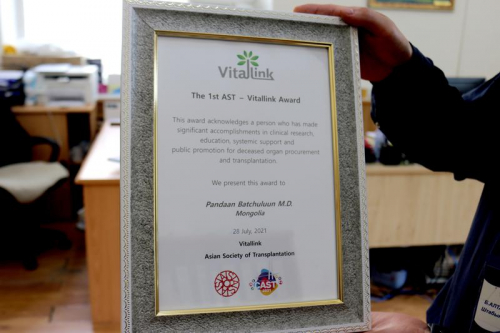 Vitallink
The 1st AST – Vitallink Award
This award acknowledges a person who has made
significant accomplishments in clinical research,
education, systemic support and
public promotion for deceased organ procurement
and transplantation.
We present this award to
Pandaan Batchuluun M.D.
Mongolia
23 July, 2021
Vitallink
Asian Society of Transplantation
CAST